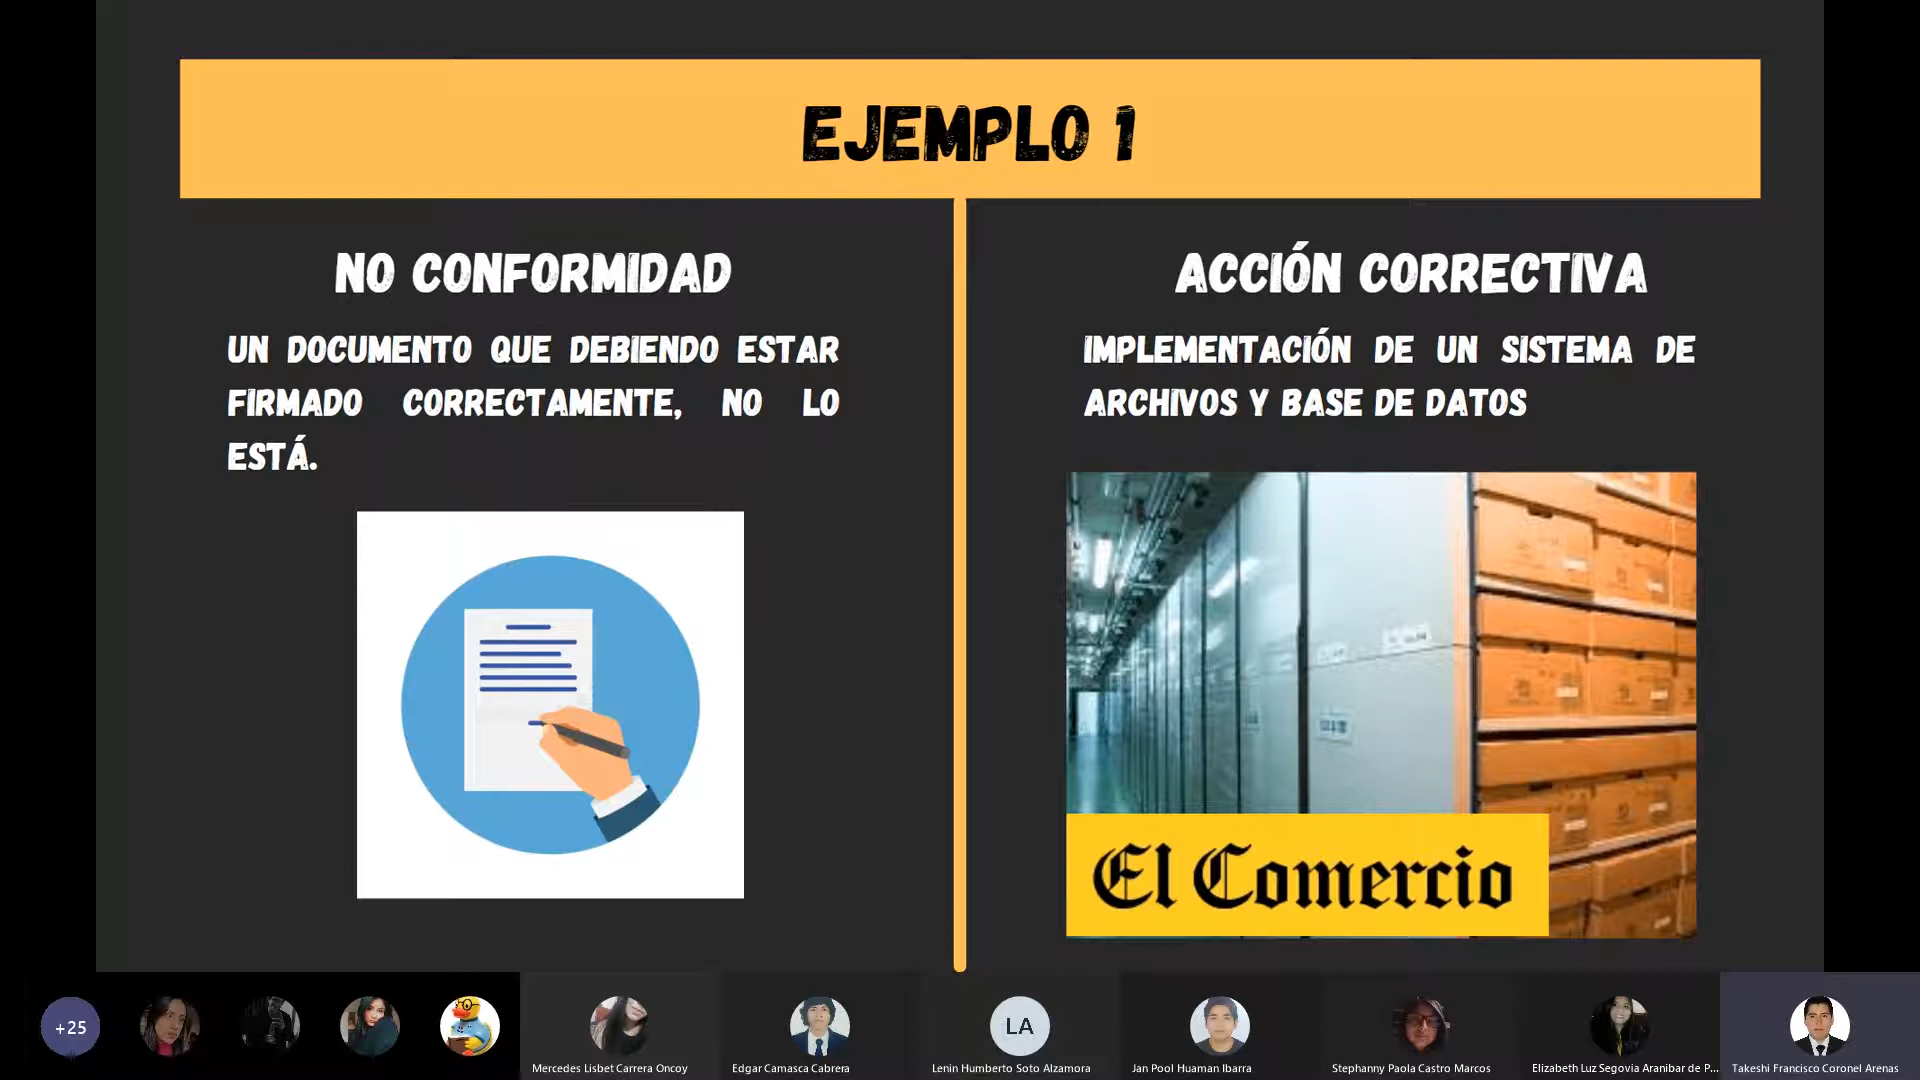 EJEMPLO 1
NO CONFORMIDAD
UN DOCUMENTO QUE DEBIENDO ESTAR
FIRMADO CORRECTAMENTE, NO LO
ESTÁ.
ACCIÓN CORRECTIVA
IMPLEMENTACIÓN DE UN SISTEMA DE
ARCHIVOS Y BASE DE DATOS
El Comercio
+25
LA
Mercedes Lisbet Carrera Oncoy
Edgar Camasca Cabrera
Lenin Humberto Soto Alzamora
Jan Pool Huaman Ibarra
Stephanny Paola Castro Marcos
Elizabeth Luz Segovia Aranibar de P...
Takeshi Francisco Coronel Arenas